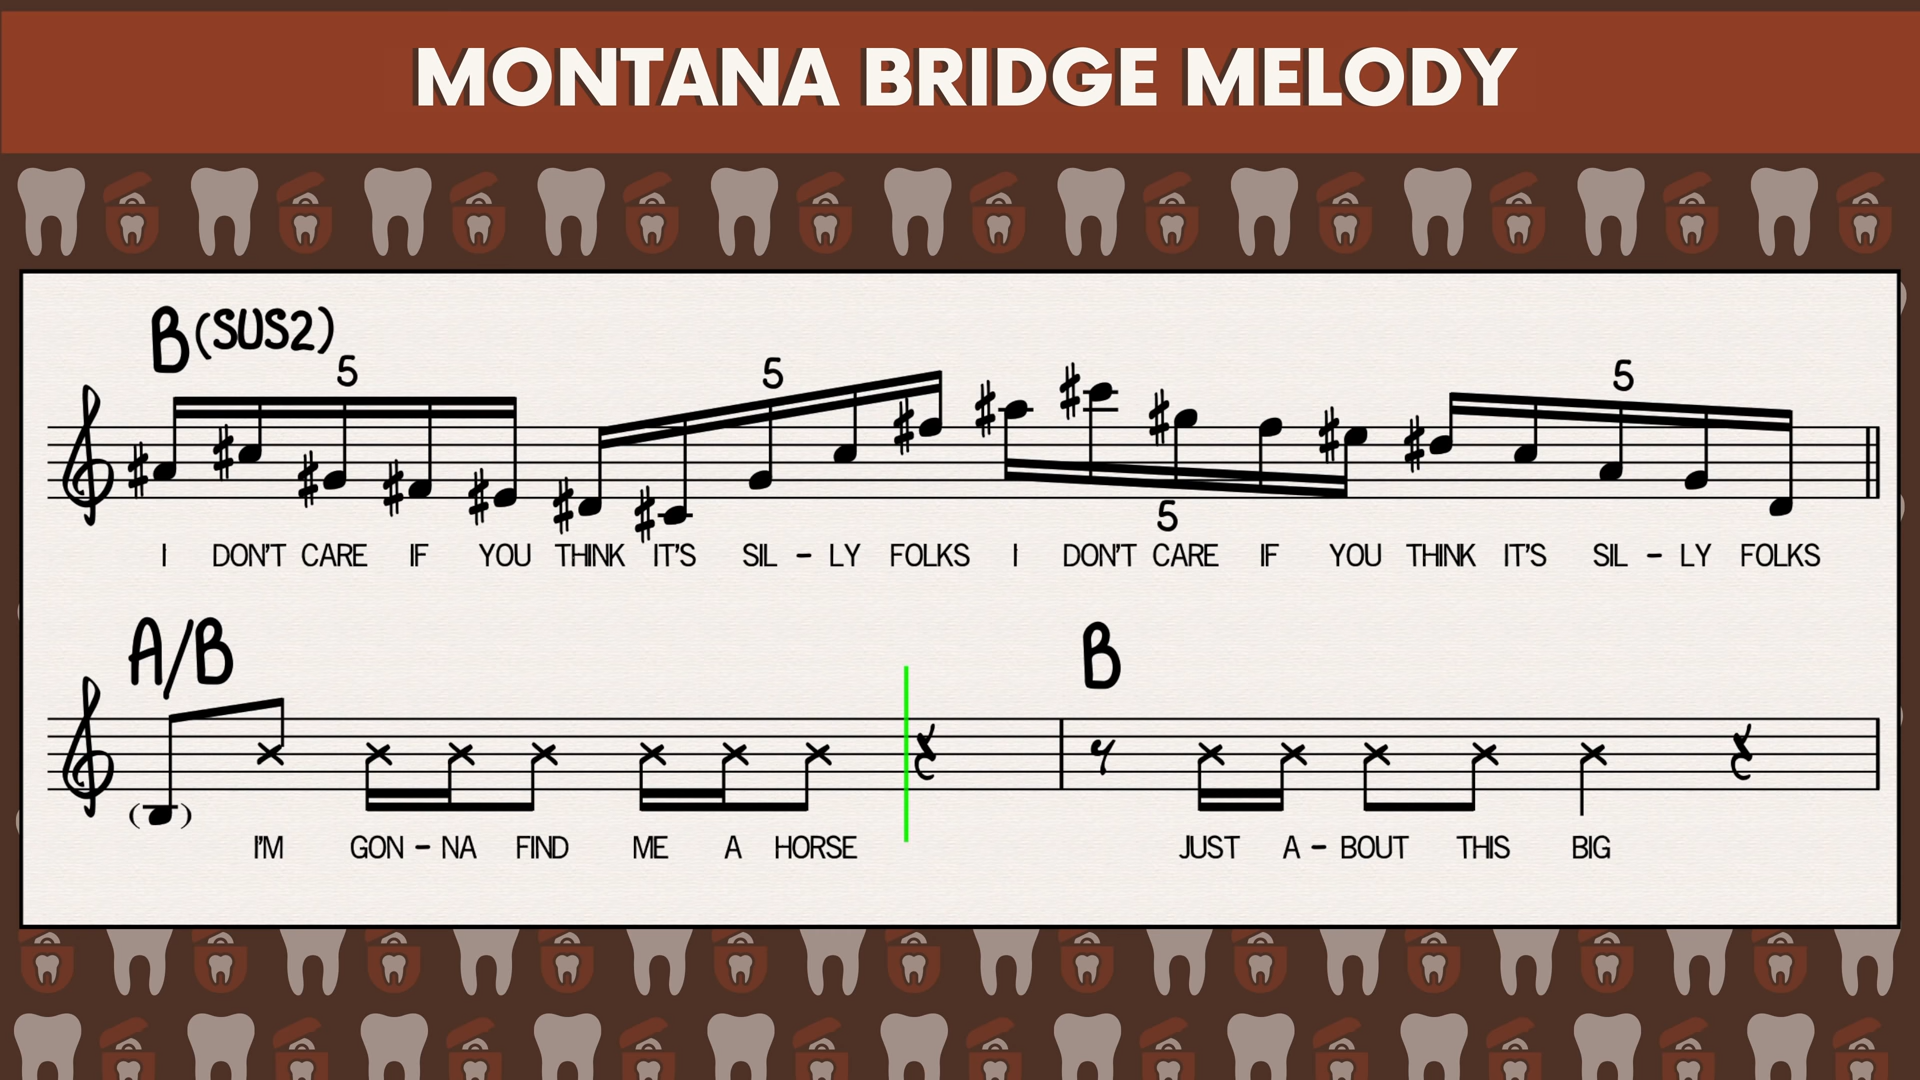 MONTANA BRIDGE MELODY
B(SUS2)
5 5 5 5
I DON'T CARE IF YOU THINK IT'S SIL - LY FOLKS I DON'T CARE IF YOU THINK IT'S SIL - LY FOLKS
A/B B
I'M GON - NA FIND ME A HORSE JUST A - BOUT THIS BIG